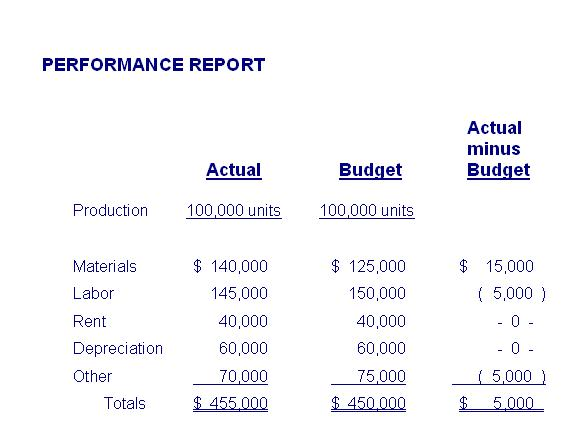 PERFORMANCE REPORT
Actual
minus
Actual Budget Budget
Production 100,000 units 100,000 units
Materials $ 140,000 $ 125,000 $ 15,000
Labor 145,000 150,000 ( 5,000 )
Rent 40,000 40,000 - 0 -
Depreciation 60,000 60,000 - 0 -
Other 70,000 75,000 ( 5,000 )
Totals $ 455,000 $ 450,000 $ 5,000